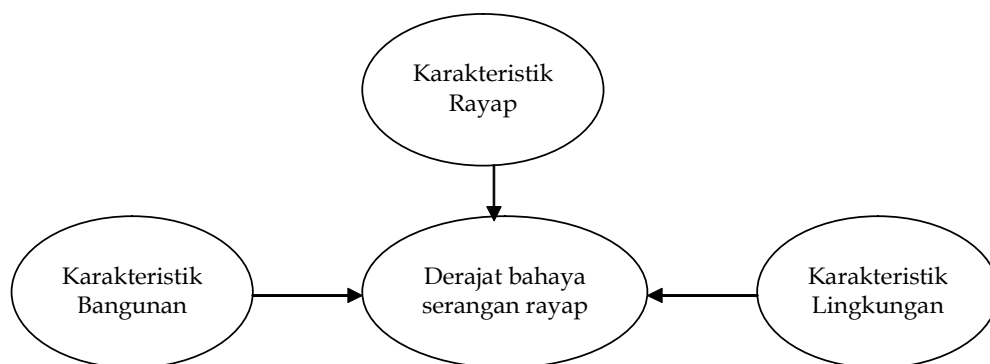 Karakteristik
Rayap
Karakteristik
Bangunan
Derajat bahaya
serangan rayap
Karakteristik
Lingkungan